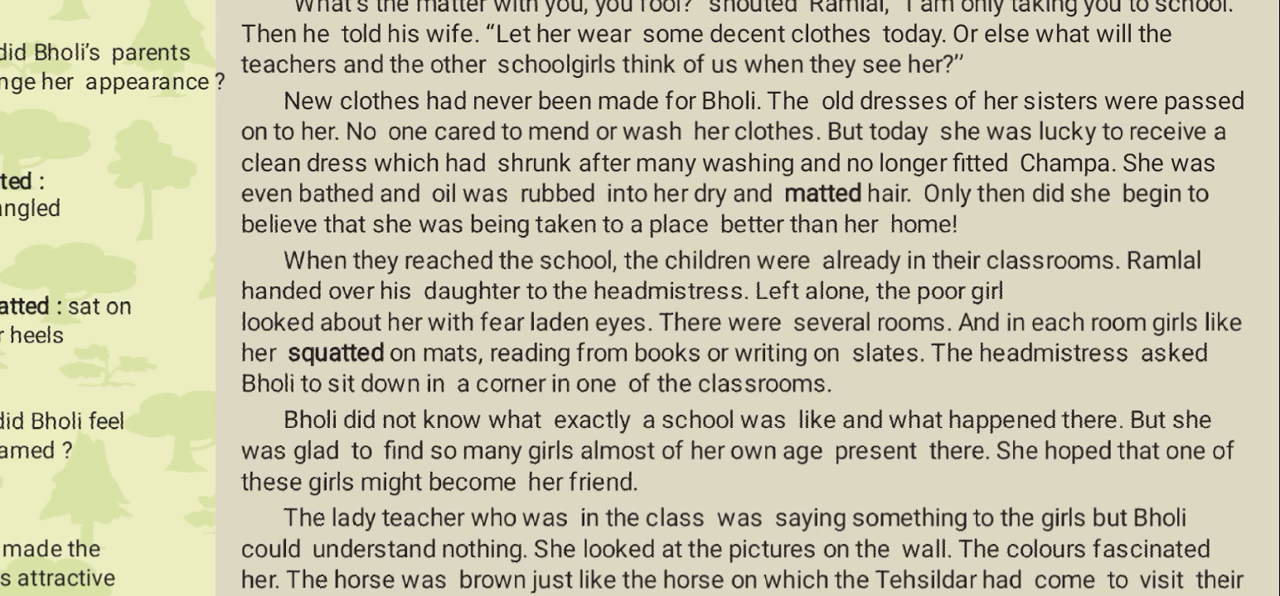 did Bholi’s parents
her appearance ?
:
did Bholi feel
: sat on
heels
?
made the
attractive
"What's the matter with you, you fool?" shouted Ramlal, "I am only taking you to school.
Then he told his wife. “Let her wear some decent clothes today. Or else what will the
teachers and the other schoolgirls think of us when they see her?”
New clothes had never been made for Bholi. The old dresses of her sisters were passed
on to her. No one cared to mend or wash her clothes. But today she was lucky to receive a
clean dress which had shrunk after many washing and no longer fitted Champa. She was
even bathed and oil was rubbed into her dry and matted hair. Only then did she begin to
believe that she was being taken to a place better than her home!
When they reached the school, the children were already in their classrooms. Ramlal
handed over his daughter to the headmistress. Left alone, the poor girl
looked about her with fear laden eyes. There were several rooms. And in each room girls like
her squatted on mats, reading from books or writing on slates. The headmistress asked
Bholi to sit down in a corner in one of the classrooms.
Bholi did not know what exactly a school was like and what happened there. But she
was glad to find so many girls almost of her own age present there. She hoped that one of
these girls might become her friend.
The lady teacher who was in the class was saying something to the girls but Bholi
could understand nothing. She looked at the pictures on the wall. The colours fascinated
her. The horse was brown just like the horse on which the Tehsildar had come to visit their